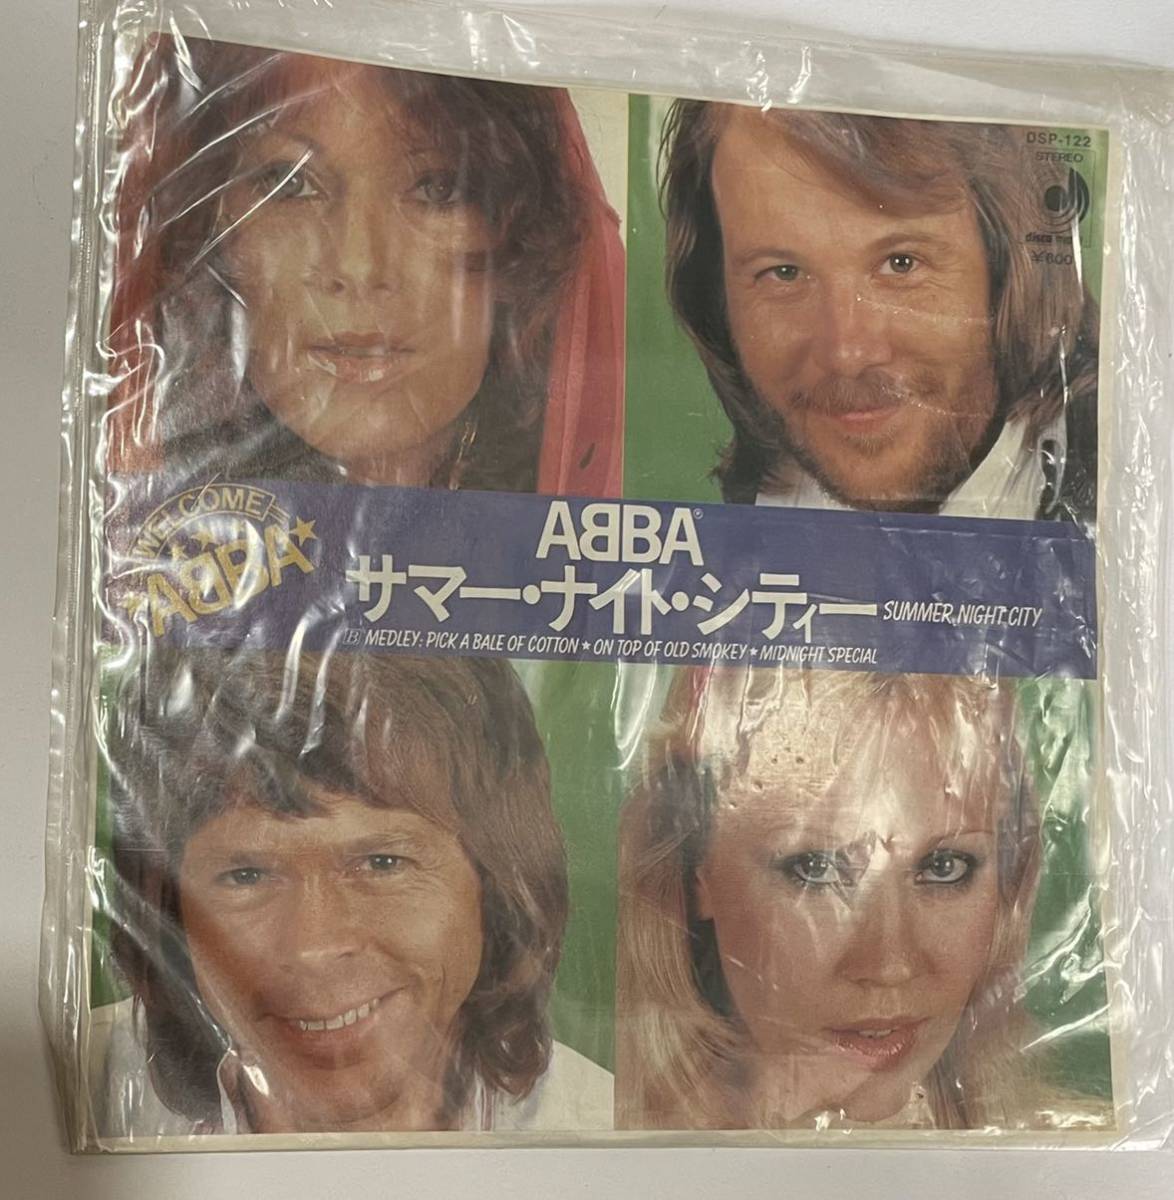 DSP-122
STEREO
disco
¥600
WELCOME
ABBA
ABBA®
サマー・ナイト・シティー SUMMER NIGHT CITY
B MEDLEY: PICK A BALE OF COTTON ★ ON TOP OF OLD SMOKEY ★ MIDNIGHT SPECIAL